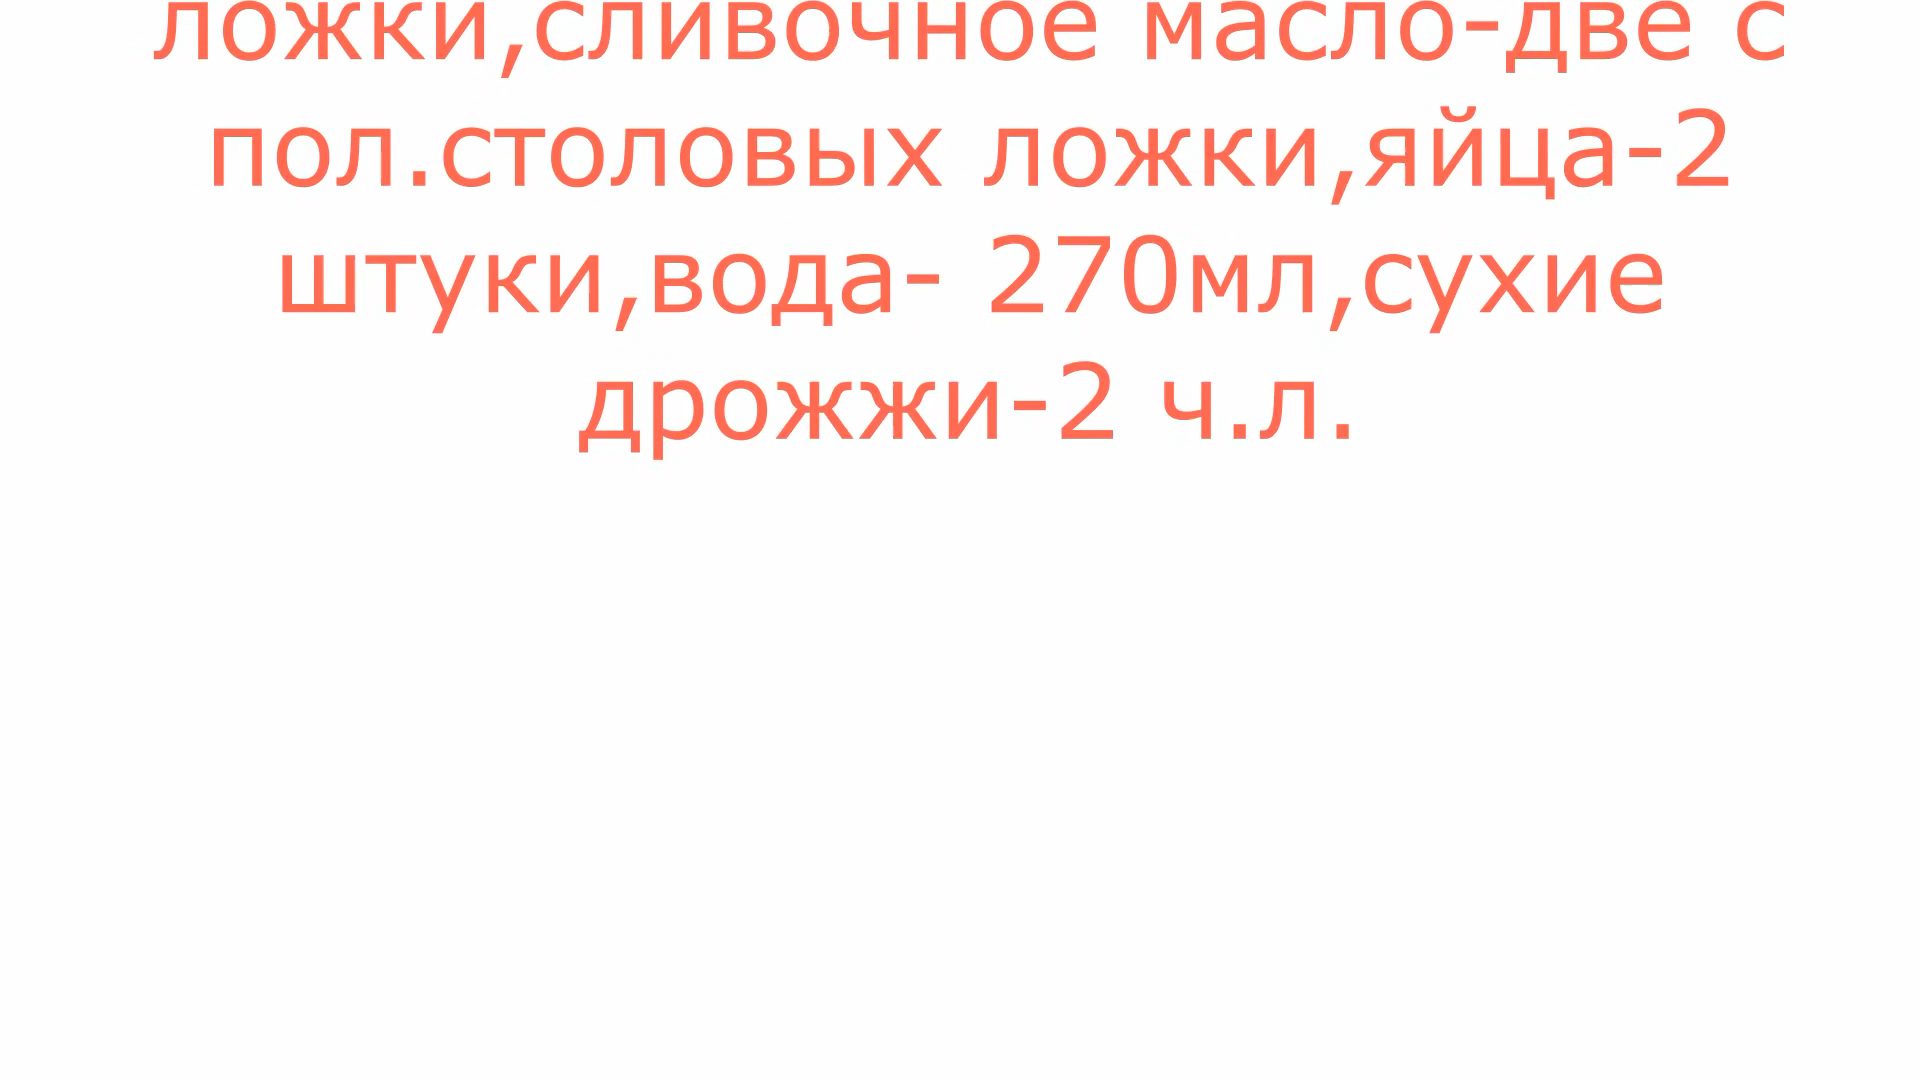 ложки,сливочное масло-две с
пол.столовых ложки,яйца-2
штуки,вода- 270мл,сухие
дрожжи-2 ч.л.